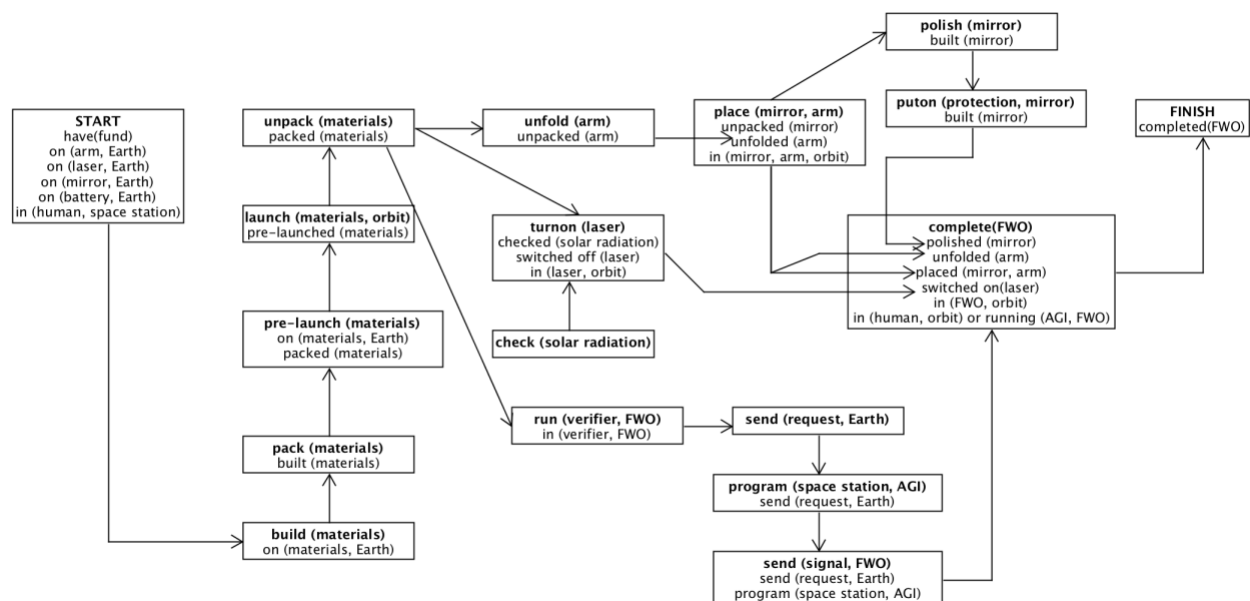 START
have(fund)
on (arm, Earth)
on (laser, Earth)
on (mirror, Earth)
on (battery, Earth)
in (human, space station)
unpack (materials)
packed (materials)
launch (materials, orbit)
pre-launched (materials)
pre-launch (materials)
on (materials, Earth)
packed (materials)
pack (materials)
built (materials)
build (materials)
on (materials, Earth)
unfold (arm)
unpacked (arm)
turnon (laser)
checked (solar radiation)
switched off (laser)
in (laser, orbit)
check (solar radiation)
run (verifier, FWO)
in (verifier, FWO)
place (mirror, arm)
unpacked (mirror)
unfolded (arm)
in (mirror, arm, orbit)
send (request, Earth)
program (space station, AGI)
send (request, Earth)
send (signal, FWO)
send (request, Earth)
program (space station, AGI)
polish (mirror)
built (mirror)
puton (protection, mirror)
built (mirror)
complete(FWO)
polished (mirror)
unfolded (arm)
placed (mirror, arm)
switched on(laser)
in (FWO, orbit)
in (human, orbit) or running (AGI, FWO)
FINISH
completed(FWO)